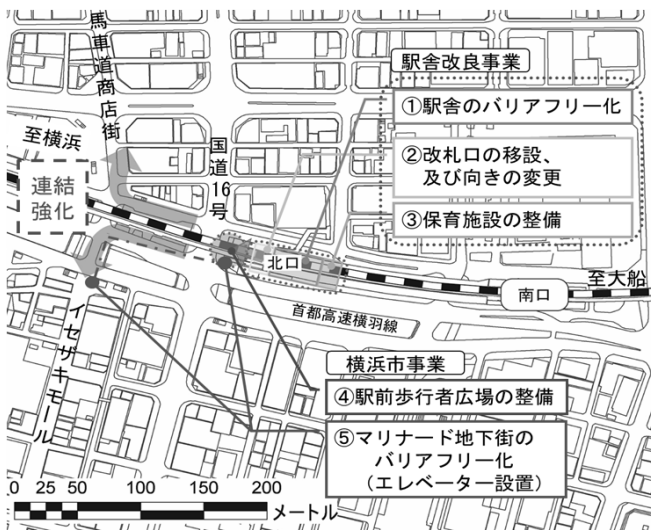 馬車道商店街
至横浜
連結
強化
国道16号
駅舎改良事業
①駅舎のバリアフリー化
②改札口の移設、
及び向きの変更
③保育施設の整備
北口
至大船
南口
首都高速横羽線
イセザキモール
横浜市事業
④駅前歩行者広場の整備
⑤マリナード地下街の
バリアフリー化
（エレベーター設置）
0 25 50 100 150 200
メートル